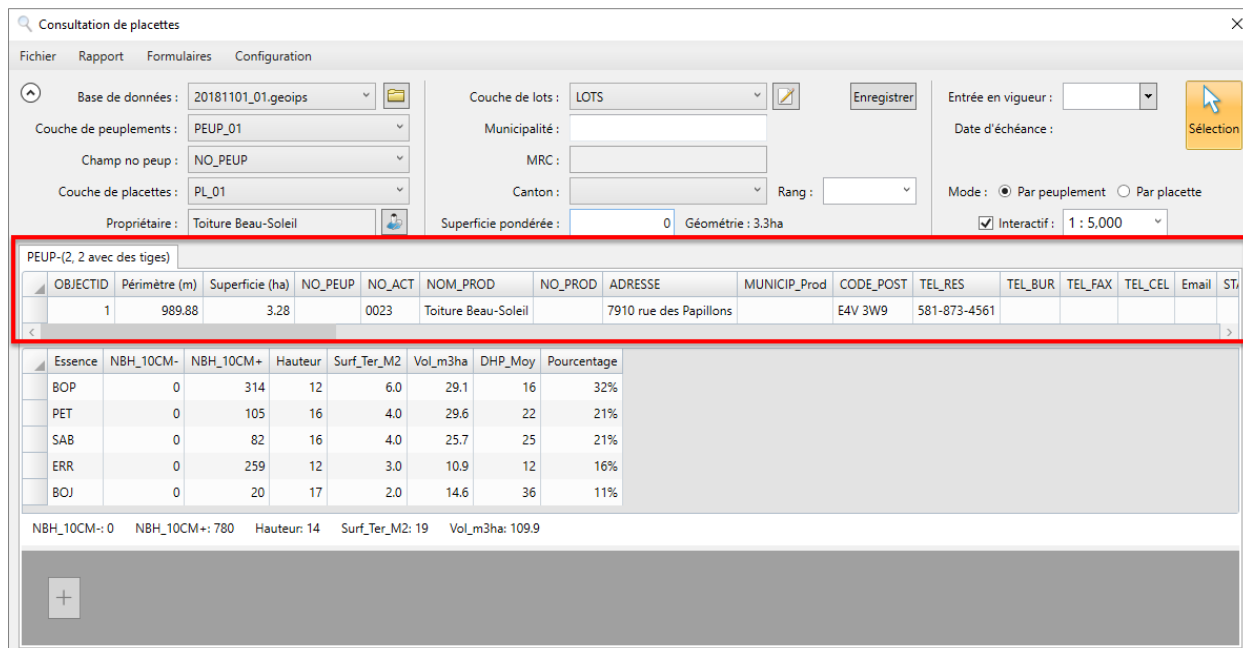 Consultation de placettes
Fichier Rapport Formulaires Configuration
Base de données : 20181101_01.geoips Couche de lots : LOTS Enregistrer Entrée en vigueur :
Couche de peuplements : PEUP_01 Municipalité : Date d'échéance : Sélection
Champ no peup : NO_PEUP MRC :
Couche de placettes : PL_01 Canton : Rang : Mode : Par peuplement Par placette
Propriétaire : Toiture Beau-Soleil Superficie pondérée : 0 Géométrie : 3.3ha Interactif : 1 : 5,000
PEUP-(2, 2 avec des tiges)
OBJECTID Périmètre (m) Superficie (ha) NO_PEUP NO_ACT NOM_PROD NO_PROD ADRESSE MUNICIP_Prod CODE_POST TEL_RES TEL_BUR TEL_FAX TEL_CEL Email STA
1 989.88 3.28 0023 Toiture Beau-Soleil 7910 rue des Papillons E4V 3W9 581-873-4561
Essence NBH_10CM- NBH_10CM+ Hauteur Surf_Ter_M2 Vol_m3ha DHP_Moy Pourcentage
BOP 0 314 12 6.0 29.1 16 32%
PET 0 105 16 4.0 29.6 22 21%
SAB 0 82 16 4.0 25.7 25 21%
ERR 0 259 12 3.0 10.9 12 16%
BOJ 0 20 17 2.0 14.6 36 11%
NBH_10CM-: 0 NBH_10CM+: 780 Hauteur: 14 Surf_Ter_M2: 19 Vol_m3ha: 109.9